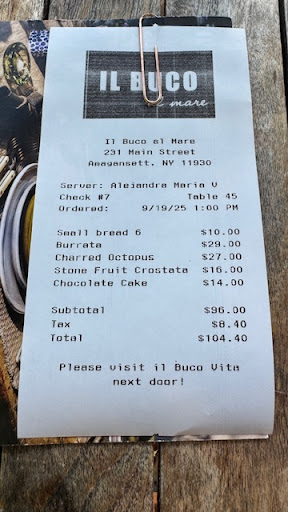 IL BUCO
al mare
Il Buco al Mare
231 Main Street
Amagansett, NY 11930
Server: Alejandra Maria V
Check #7 Table 45
Ordered: 9/19/25 1:00 PM
Small bread 6 $10.00
Burrata $29.00
Charred Octopus $27.00
Stone Fruit Crostata $16.00
Chocolate Cake $14.00
Subtotal $96.00
Tax $8.40
Total $104.40
Please visit il Buco Vita
next door!